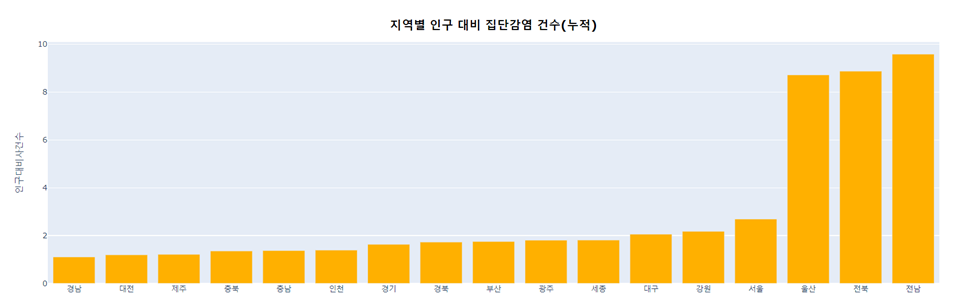 지역별 인구 대비 집단감염 건수(누적)
인구대비사건수
10
8
6
4
2
0
경남 대전 제주 충북 충남 인천 경기 경북 부산 광주 세종 대구 강원 서울 울산 전북 전남